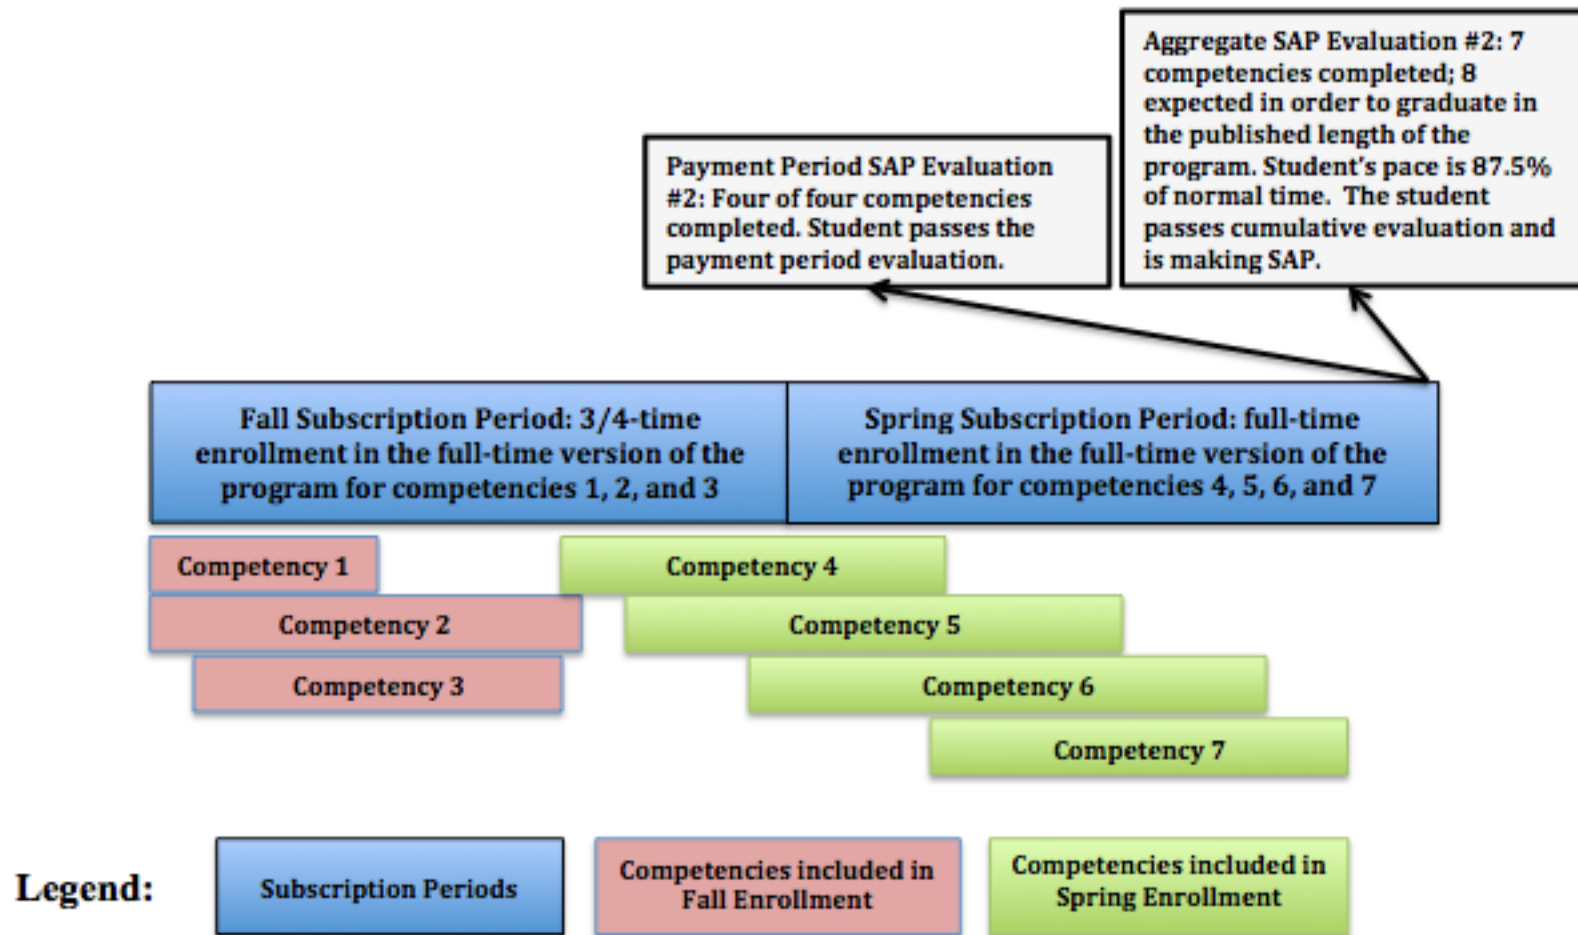 Aggregate SAP Evaluation #2: 7
competencies completed; 8
expected in order to graduate in
the published length of the
program. Student's pace is 87.5%
of normal time.  The student
passes cumulative evaluation and
is making SAP.
Payment Period SAP Evaluation
#2: Four of four competencies
completed. Student passes the
payment period evaluation.
Fall Subscription Period: 3/4-time
enrollment in the full-time version of the
program for competencies 1, 2, and 3
Spring Subscription Period: full-time
enrollment in the full-time version of the
program for competencies 4, 5, 6, and 7
Competency 1
Competency 4
Competency 2
Competency 5
Competency 3
Competency 6
Competency 7
Legend:
Subscription Periods
Competencies included in
Fall Enrollment
Competencies included in
Spring Enrollment